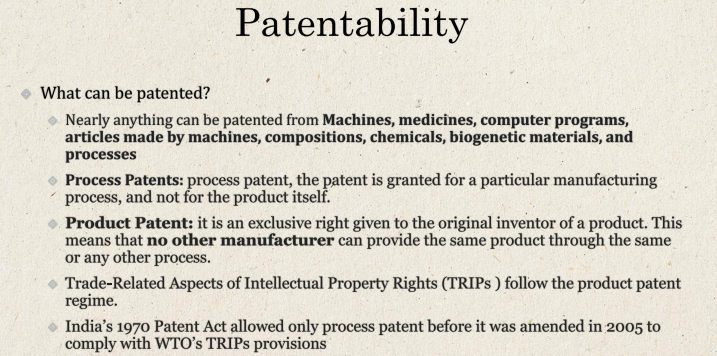 Patentability
What can be patented?
Nearly anything can be patented from Machines, medicines, computer programs,
articles made by machines, compositions, chemicals, biogenetic materials, and
processes
Process Patents: process patent, the patent is granted for a particular manufacturing
process, and not for the product itself.
Product Patent: it is an exclusive right given to the original inventor of a product. This
means that no other manufacturer can provide the same product through the same
or any other process.
Trade-Related Aspects of Intellectual Property Rights (TRIPs ) follow the product patent
regime.
India's 1970 Patent Act allowed only process patent before it was amended in 2005 to
comply with WTO's TRIPs provisions